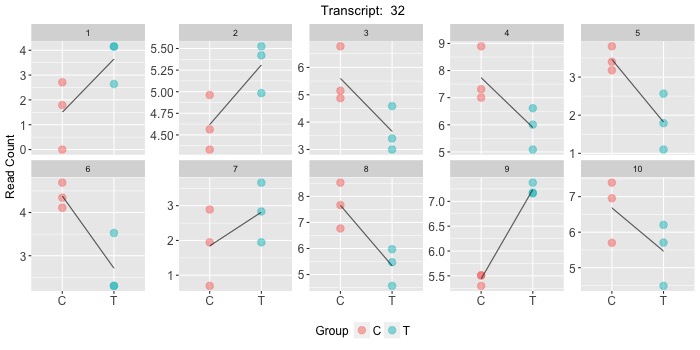 Transcript: 32
1 2 3 4 5
4 5.50 9
3 5.25 6 8 3
2 5.00 5 7
1 4.75 4 6 2
0 4.50 3 5 1
Read Count
6 7 8 9 10
4 3 8 7.0 7
3 2 7 6.5 6
1 6 6.0 5
5 5.5
C T C T C T C T C T
Group C T